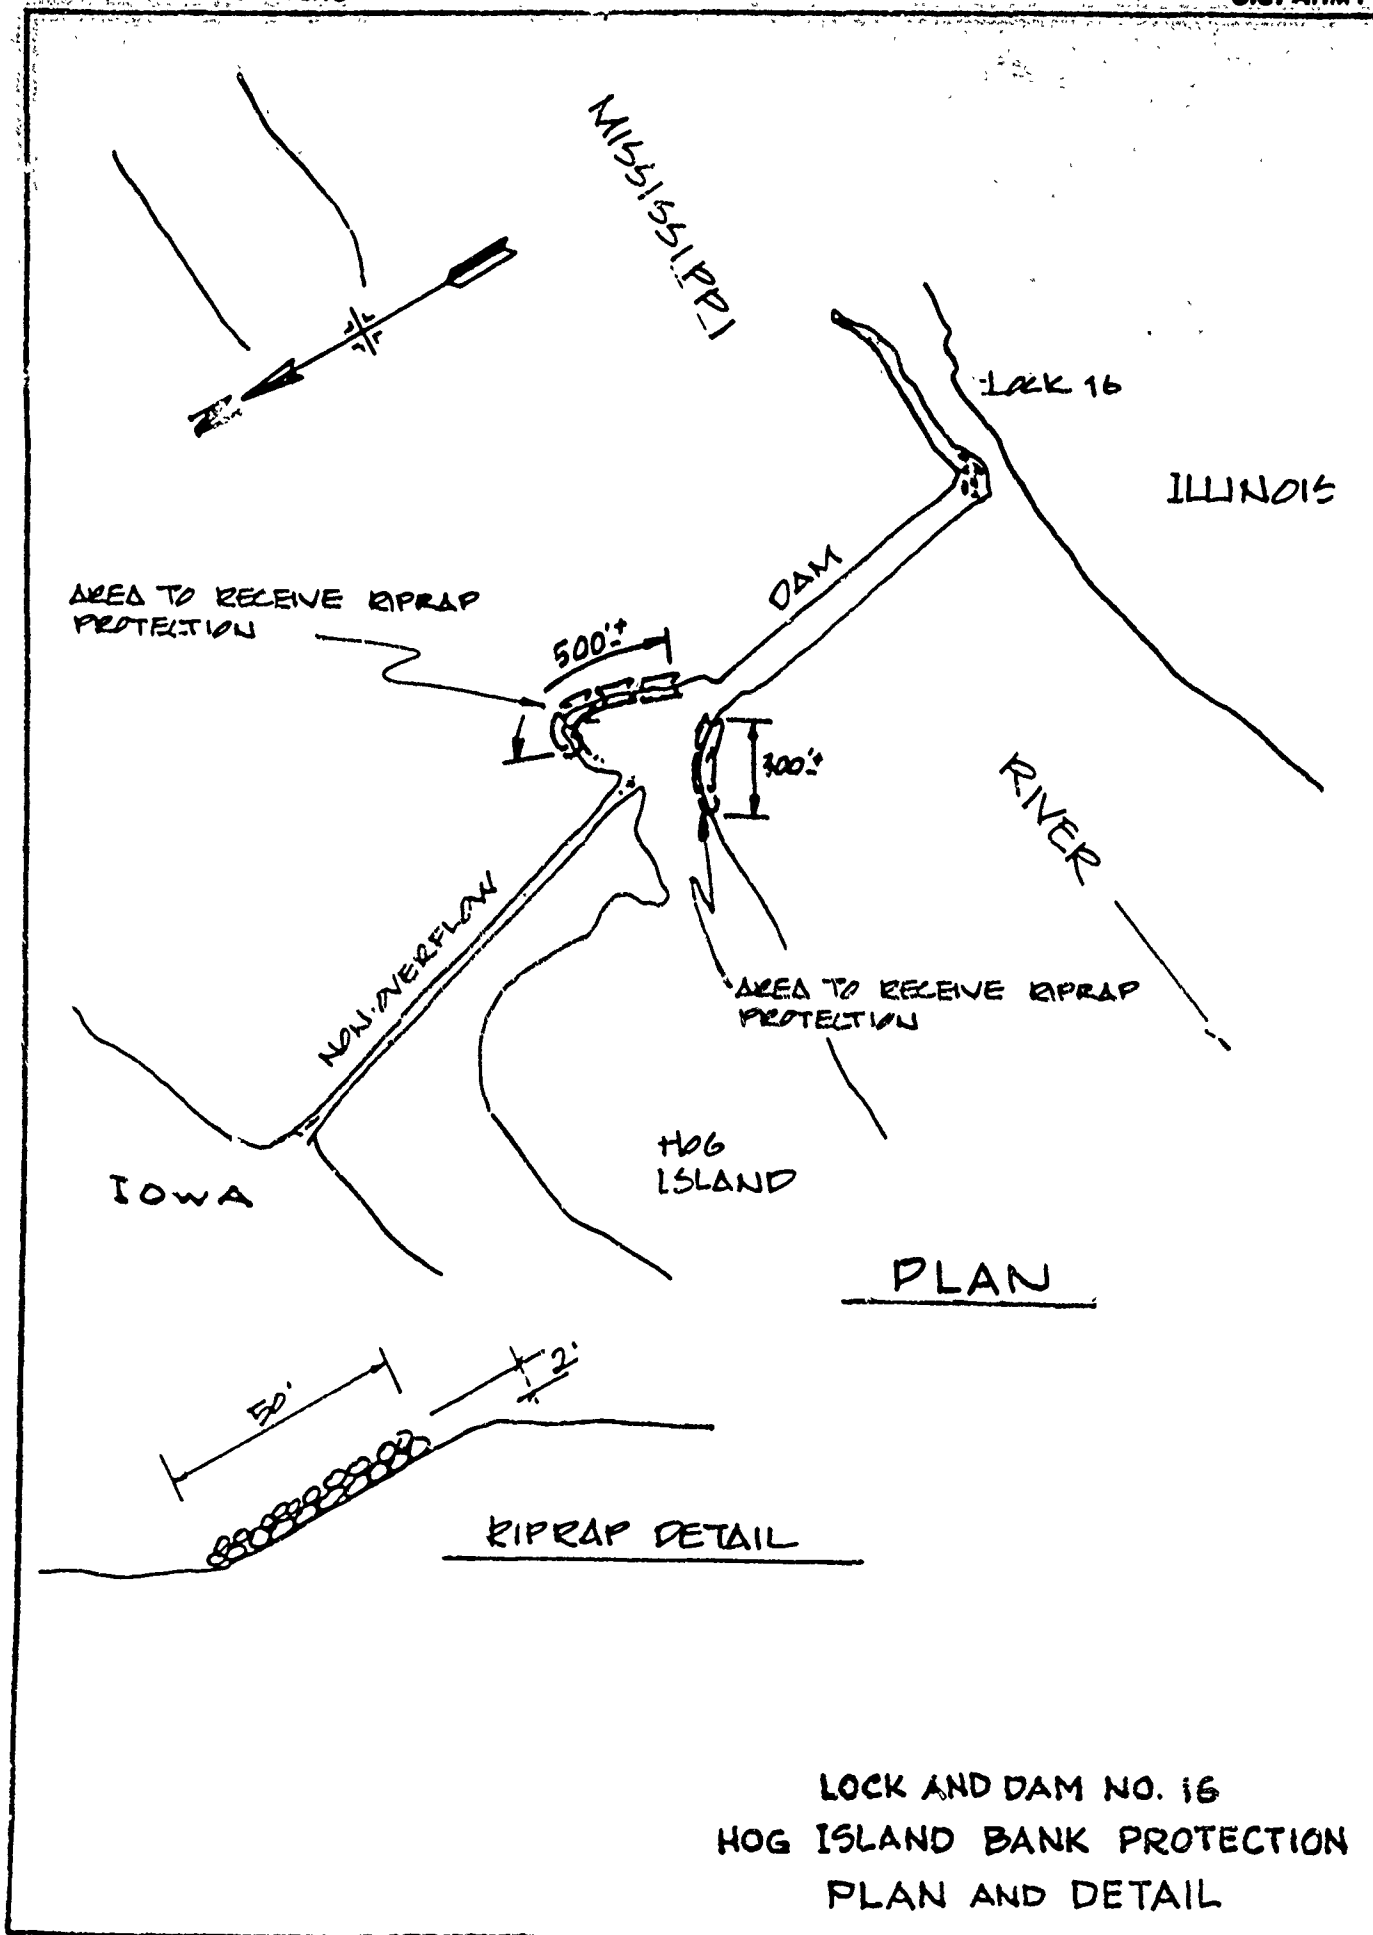 MISSISSIPPI
N
LOCK 16
ILLINOIS
DAM
AREA TO RECEIVE RIPRAP
PROTECTION
500'±
300'±
RIVER
NON-OVERFLOW
AREA TO RECEIVE RIPRAP
PROTECTION
HOG
ISLAND
IOWA
PLAN
50'
2'
RIPRAP DETAIL
LOCK AND DAM NO. 16
HOG ISLAND BANK PROTECTION
PLAN AND DETAIL